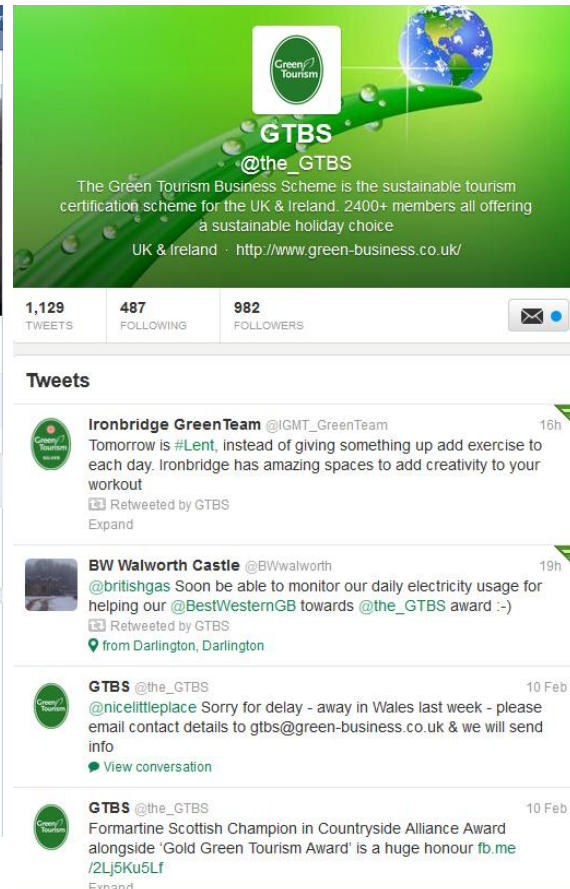 Green
Tourism
GTBS
@the_GTBS
The Green Tourism Business Scheme is the sustainable tourism
certification scheme for the UK & Ireland. 2400+ members all offering
a sustainable holiday choice
UK & Ireland · http://www.green-business.co.uk/
1,129
TWEETS
487
FOLLOWING
982
FOLLOWERS
Tweets
Green
Tourism
Ironbridge GreenTeam @IGMT_GreenTeam 16h
Tomorrow is #Lent, instead of giving something up add exercise to
each day. Ironbridge has amazing spaces to add creativity to your
workout
Retweeted by GTBS
Expand
BW Walworth Castle @BWwalworth 19h
@britishgas Soon be able to monitor our daily electricity usage for
helping our @BestWesternGB towards @the_GTBS award :-)
Retweeted by GTBS
from Darlington, Darlington
Green
Tourism
GTBS @the_GTBS 10 Feb
@nicelittleplace Sorry for delay - away in Wales last week - please
email contact details to gtbs@green-business.co.uk & we will send
info
View conversation
Green
Tourism
GTBS @the_GTBS 10 Feb
Formartine Scottish Champion in Countryside Alliance Award
alongside ‘Gold Green Tourism Award’ is a huge honour fb.me
/2Lj5Ku5Lf
Expand